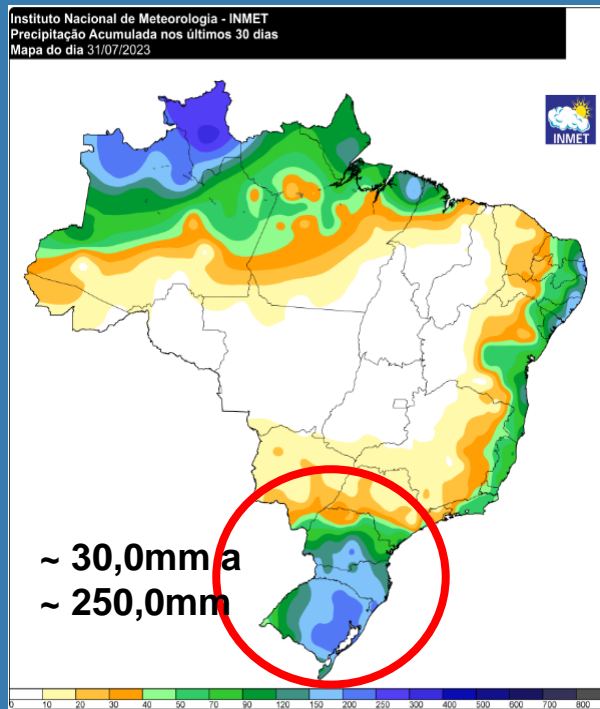 Instituto Nacional de Meteorologia - INMET
Precipitação Acumulada nos últimos 30 dias
Mapa do dia 31/07/2023
INMET
~ 30,0mm a
~ 250,0mm
0 10 20 30 40 50 70 90 120 150 200 250 300 400 500 600 700 800